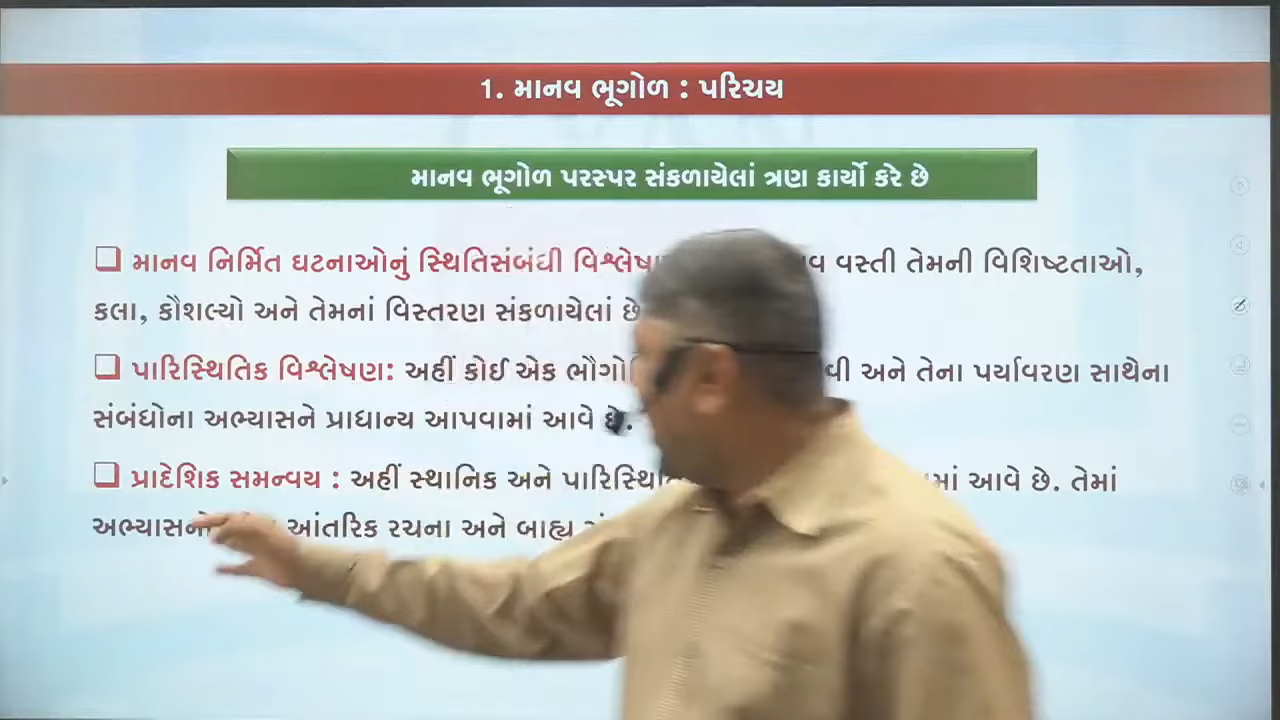 1. માનવ ભૂગોળ : પરિચય
માનવ ભૂગોળ પરસ્પર સંકળાયેલાં ત્રણ કાર્યો કરે છે
માનવ નિર્મિત ઘટનાઓનું સ્થિતિસંબંધી વસ્તી તેમની વિશિષ્ટતાઓ,
કલા, કૌશલ્યો અને તેમનાં વિસ્તરણ સંકળાયેલાં છે
પારિસ્થિતિક વિશ્લેષણ: અહીં કોઈ એક અને તેના પર્યાવરણ સાથેના
સંબંધોના અભ્યાસને પ્રાધાન્ય આપવામાં આવે છે.
પ્રાદેશિક સમન્વય : અહીં સ્થાનિક અને આવે છે. તેમાં
આંતરિક રચના અને બાહ્ય